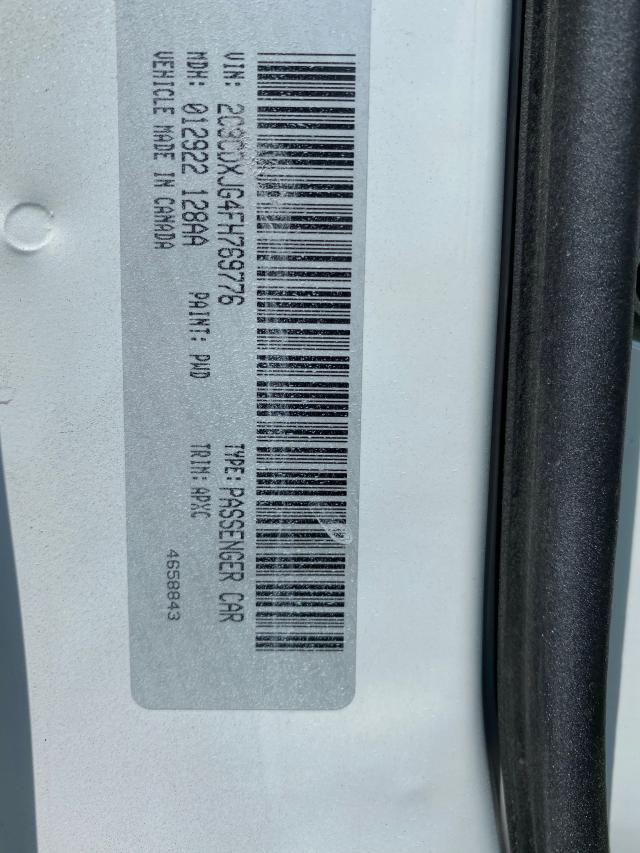 VIN: 2C3CDXJG4FH769776
TYPE: PASSENGER CAR
MDH: 012922 128AA
PAINT: PWD
TRIM: APXC
VEHICLE MADE IN CANADA
4658843